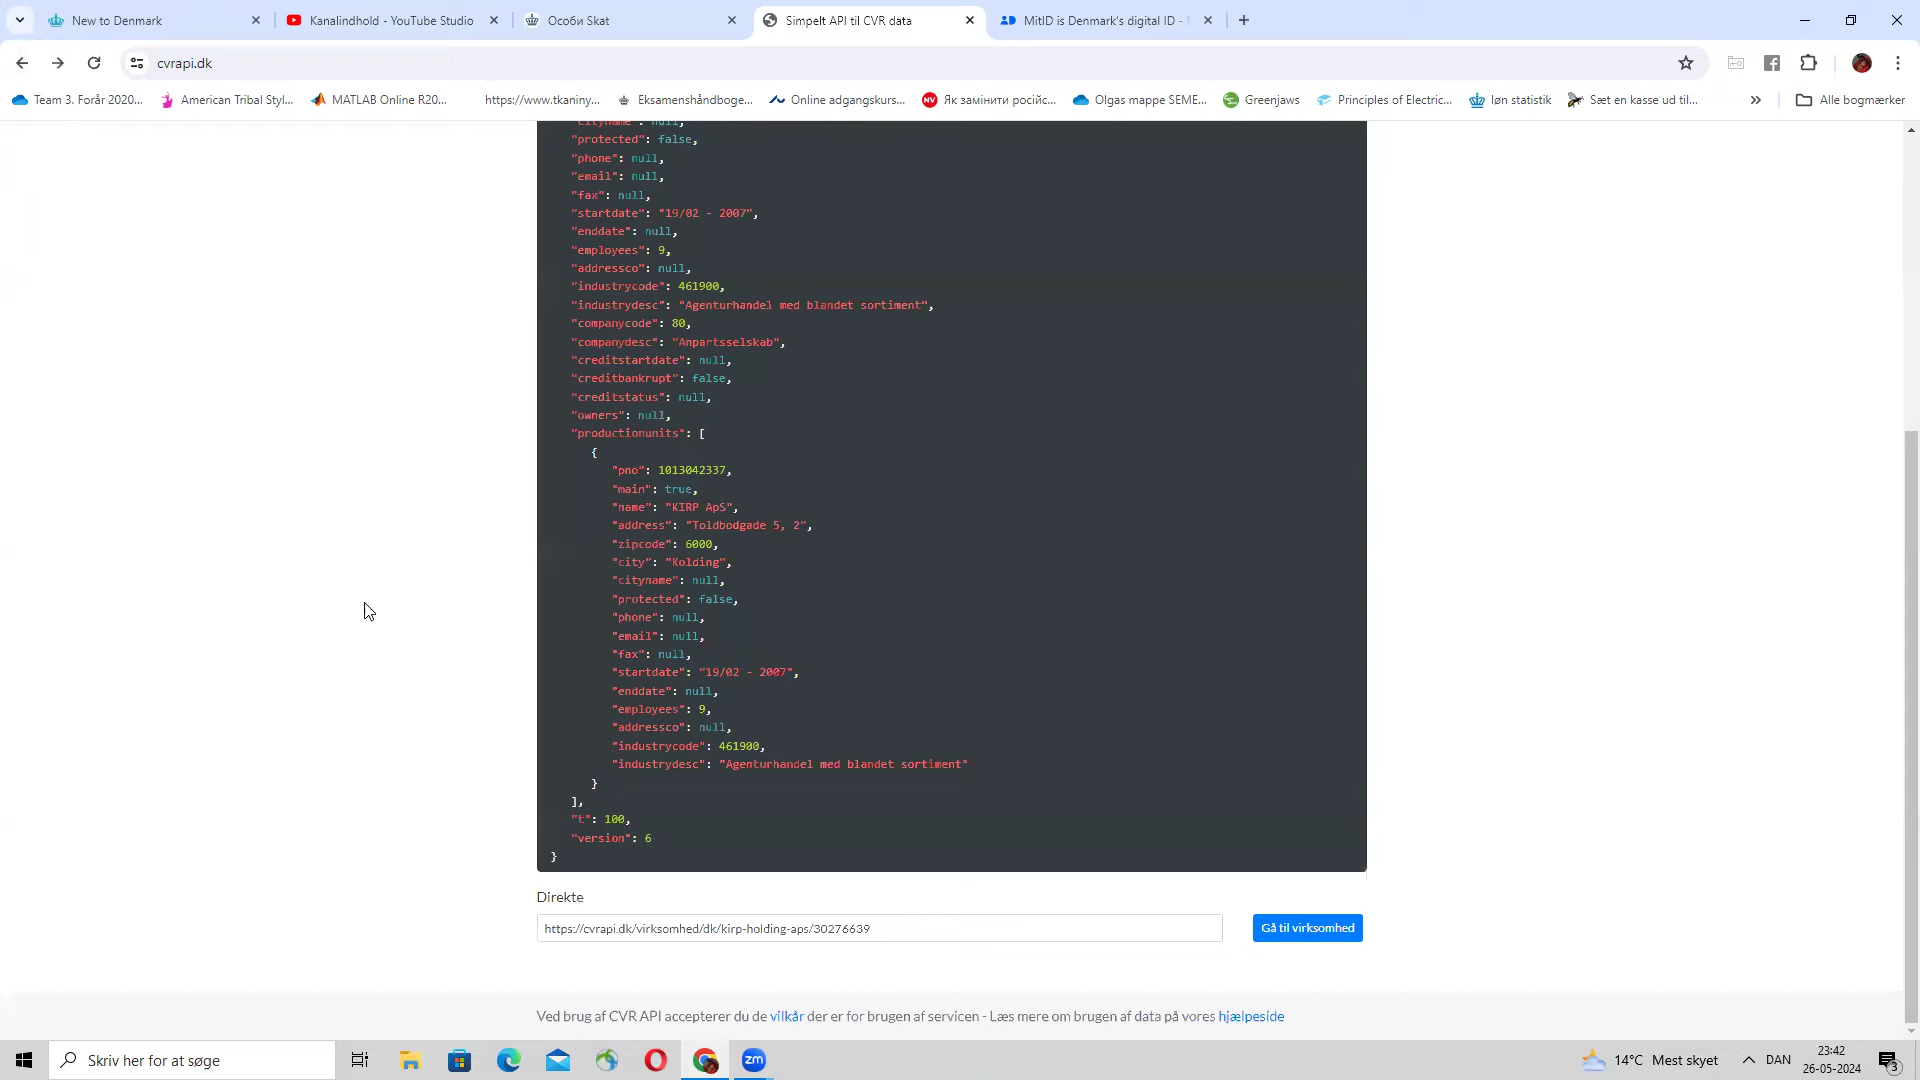 New to Denmark
Kanalindhold - YouTube Studio
Особи Skat
Simpelt API til CVR data
MitID is Denmark's digital ID -
cvrapi.dk
Team 3. Forår 2020...
American Tribal Styl...
MATLAB Online R20...
https://www.tkaniny...
Eksamenshåndboge...
Online adgangskurs...
Як замінити російс...
Olgas mappe SEME...
Greenjaws
Principles of Electric...
løn statistik
Sæt en kasse ud til...
»
Alle bogmærker
"cityname": null,
"protected": false,
"phone": null,
"email": null,
"fax": null,
"startdate": "19/02 - 2007",
"enddate": null,
"employees": 9,
"addressco": null,
"industrycode": 461900,
"industrydesc": "Agenturhandel med blandet sortiment",
"companycode": 80,
"companydesc": "Anpartsselskab",
"creditstartdate": null,
"creditbankrupt": false,
"creditstatus": null,
"owners": null,
"productionunits": [
{
"pno": 1013042337,
"main": true,
"name": "KIRP ApS",
"address": "Toldbodgade 5, 2",
"zipcode": 6000,
"city": "Kolding",
"cityname": null,
"protected": false,
"phone": null,
"email": null,
"fax": null,
"startdate": "19/02 - 2007",
"enddate": null,
"employees": 9,
"addressco": null,
"industrycode": 461900,
"industrydesc": "Agenturhandel med blandet sortiment"
}
],
"t": 100,
"version": 6
}
Direkte
https://cvrapi.dk/virksomhed/dk/kirp-holding-aps/30276639
Gå til virksomhed
Ved brug af CVR API accepterer du de vilkår der er for brugen af servicen - Læs mere om brugen af data på vores hjælpeside
Skriv her for at søge
zm
14°C Mest skyet
DAN
23:42
26-05-2024
3